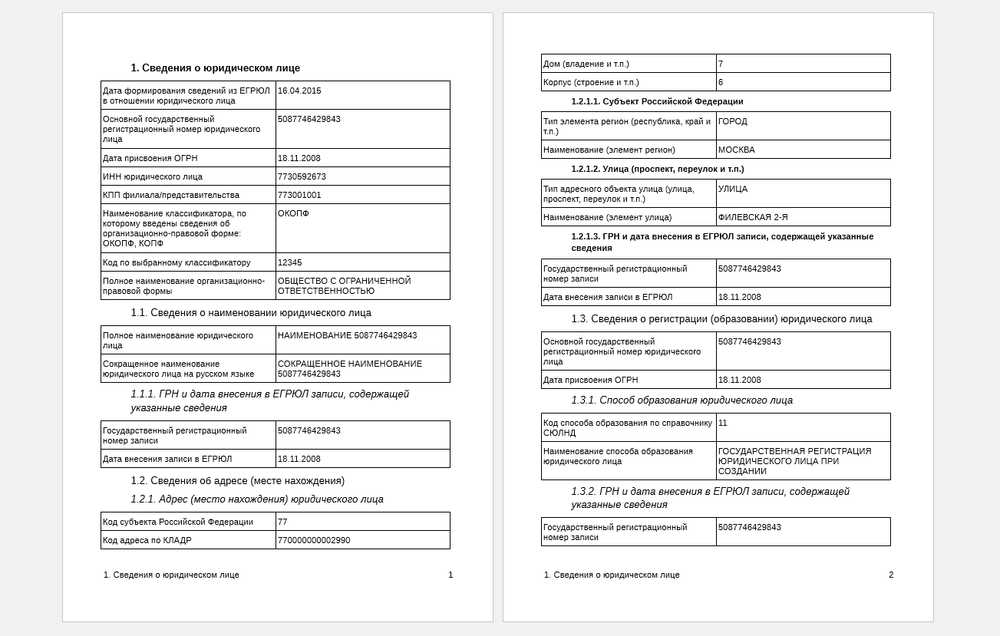 1. Сведения о юридическом лице
Дата формирования сведений из ЕГРЮЛ
в отношении юридического лица
16.04.2015
Основной государственный
регистрационный номер юридического
лица
5087746429843
Дата присвоения ОГРН
18.11.2008
ИНН юридического лица
7730592673
КПП филиала/представительства
773001001
Наименование классификатора, по
которому введены сведения об
организационно-правовой форме:
ОКОПФ, КОПФ
ОКОПФ
Код по выбранному классификатору
12345
Полное наименование организационно-
правовой формы
ОБЩЕСТВО С ОГРАНИЧЕННОЙ
ОТВЕТСТВЕННОСТЬЮ
1.1. Сведения о наименовании юридического лица
Полное наименование юридического
лица
НАИМЕНОВАНИЕ 5087746429843
Сокращенное наименование
юридического лица на русском языке
СОКРАЩЕННОЕ НАИМЕНОВАНИЕ
5087746429843
1.1.1. ГРН и дата внесения в ЕГРЮЛ записи, содержащей
указанные сведения
Государственный регистрационный
номер записи
5087746429843
Дата внесения записи в ЕГРЮЛ
18.11.2008
1.2. Сведения об адресе (месте нахождения)
1.2.1. Адрес (место нахождения) юридического лица
Код субъекта Российской Федерации
77
Код адреса по КЛАДР
770000000002990
1. Сведения о юридическом лице
1
Дом (владение и т.п.)
7
Корпус (строение и т.п.)
6
1.2.1.1. Субъект Российской Федерации
Тип элемента регион (республика, край и
т.п.)
ГОРОД
Наименование (элемент регион)
МОСКВА
1.2.1.2. Улица (проспект, переулок и т.п.)
Тип адресного объекта улица (улица,
проспект, переулок и т.п.)
УЛИЦА
Наименование (элемент улица)
ФИЛЕВСКАЯ 2-Я
1.2.1.3. ГРН и дата внесения в ЕГРЮЛ записи, содержащей указанные
сведения
Государственный регистрационный
номер записи
5087746429843
Дата внесения записи в ЕГРЮЛ
18.11.2008
1.3. Сведения о регистрации (образовании) юридического лица
Основной государственный
регистрационный номер юридического
лица
5087746429843
Дата присвоения ОГРН
18.11.2008
1.3.1. Способ образования юридического лица
Код способа образования по справочнику
СЮЛНД
11
Наименование способа образования
юридического лица
ГОСУДАРСТВЕННАЯ РЕГИСТРАЦИЯ
ЮРИДИЧЕСКОГО ЛИЦА ПРИ
СОЗДАНИИ
1.3.2. ГРН и дата внесения в ЕГРЮЛ записи, содержащей
указанные сведения
Государственный регистрационный
номер записи
5087746429843
1. Сведения о юридическом лице
2